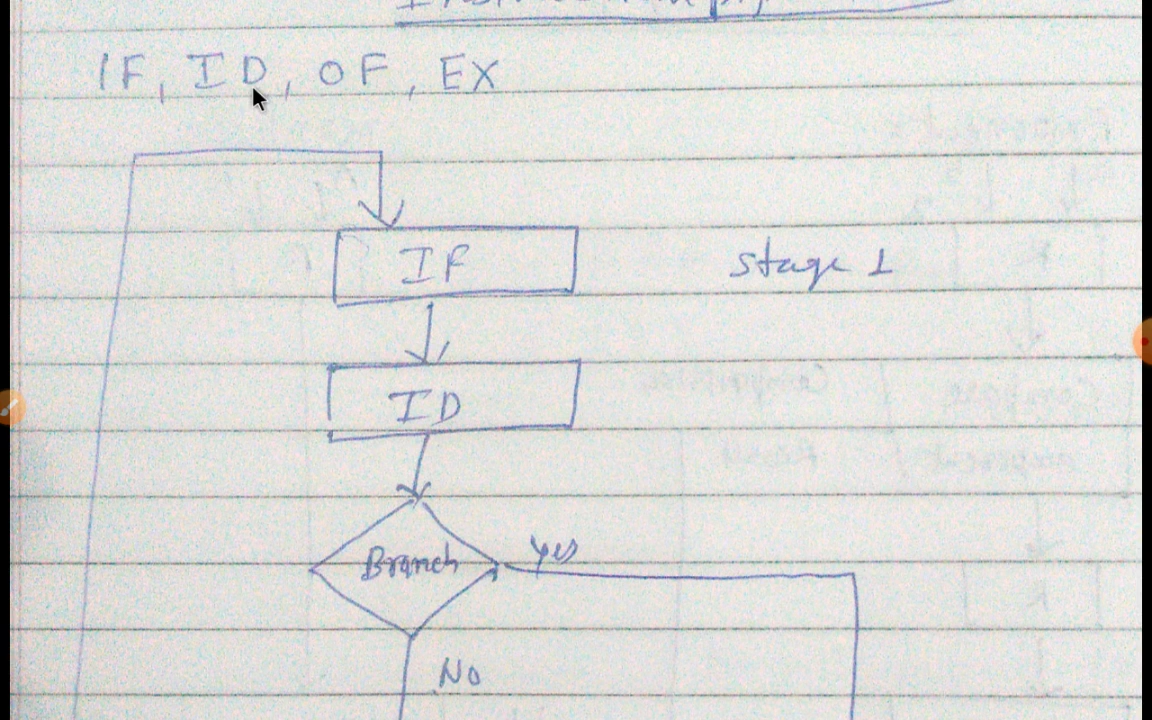 IF, ID, OF, EX
IF
stage 1
ID
Branch
Yes
No